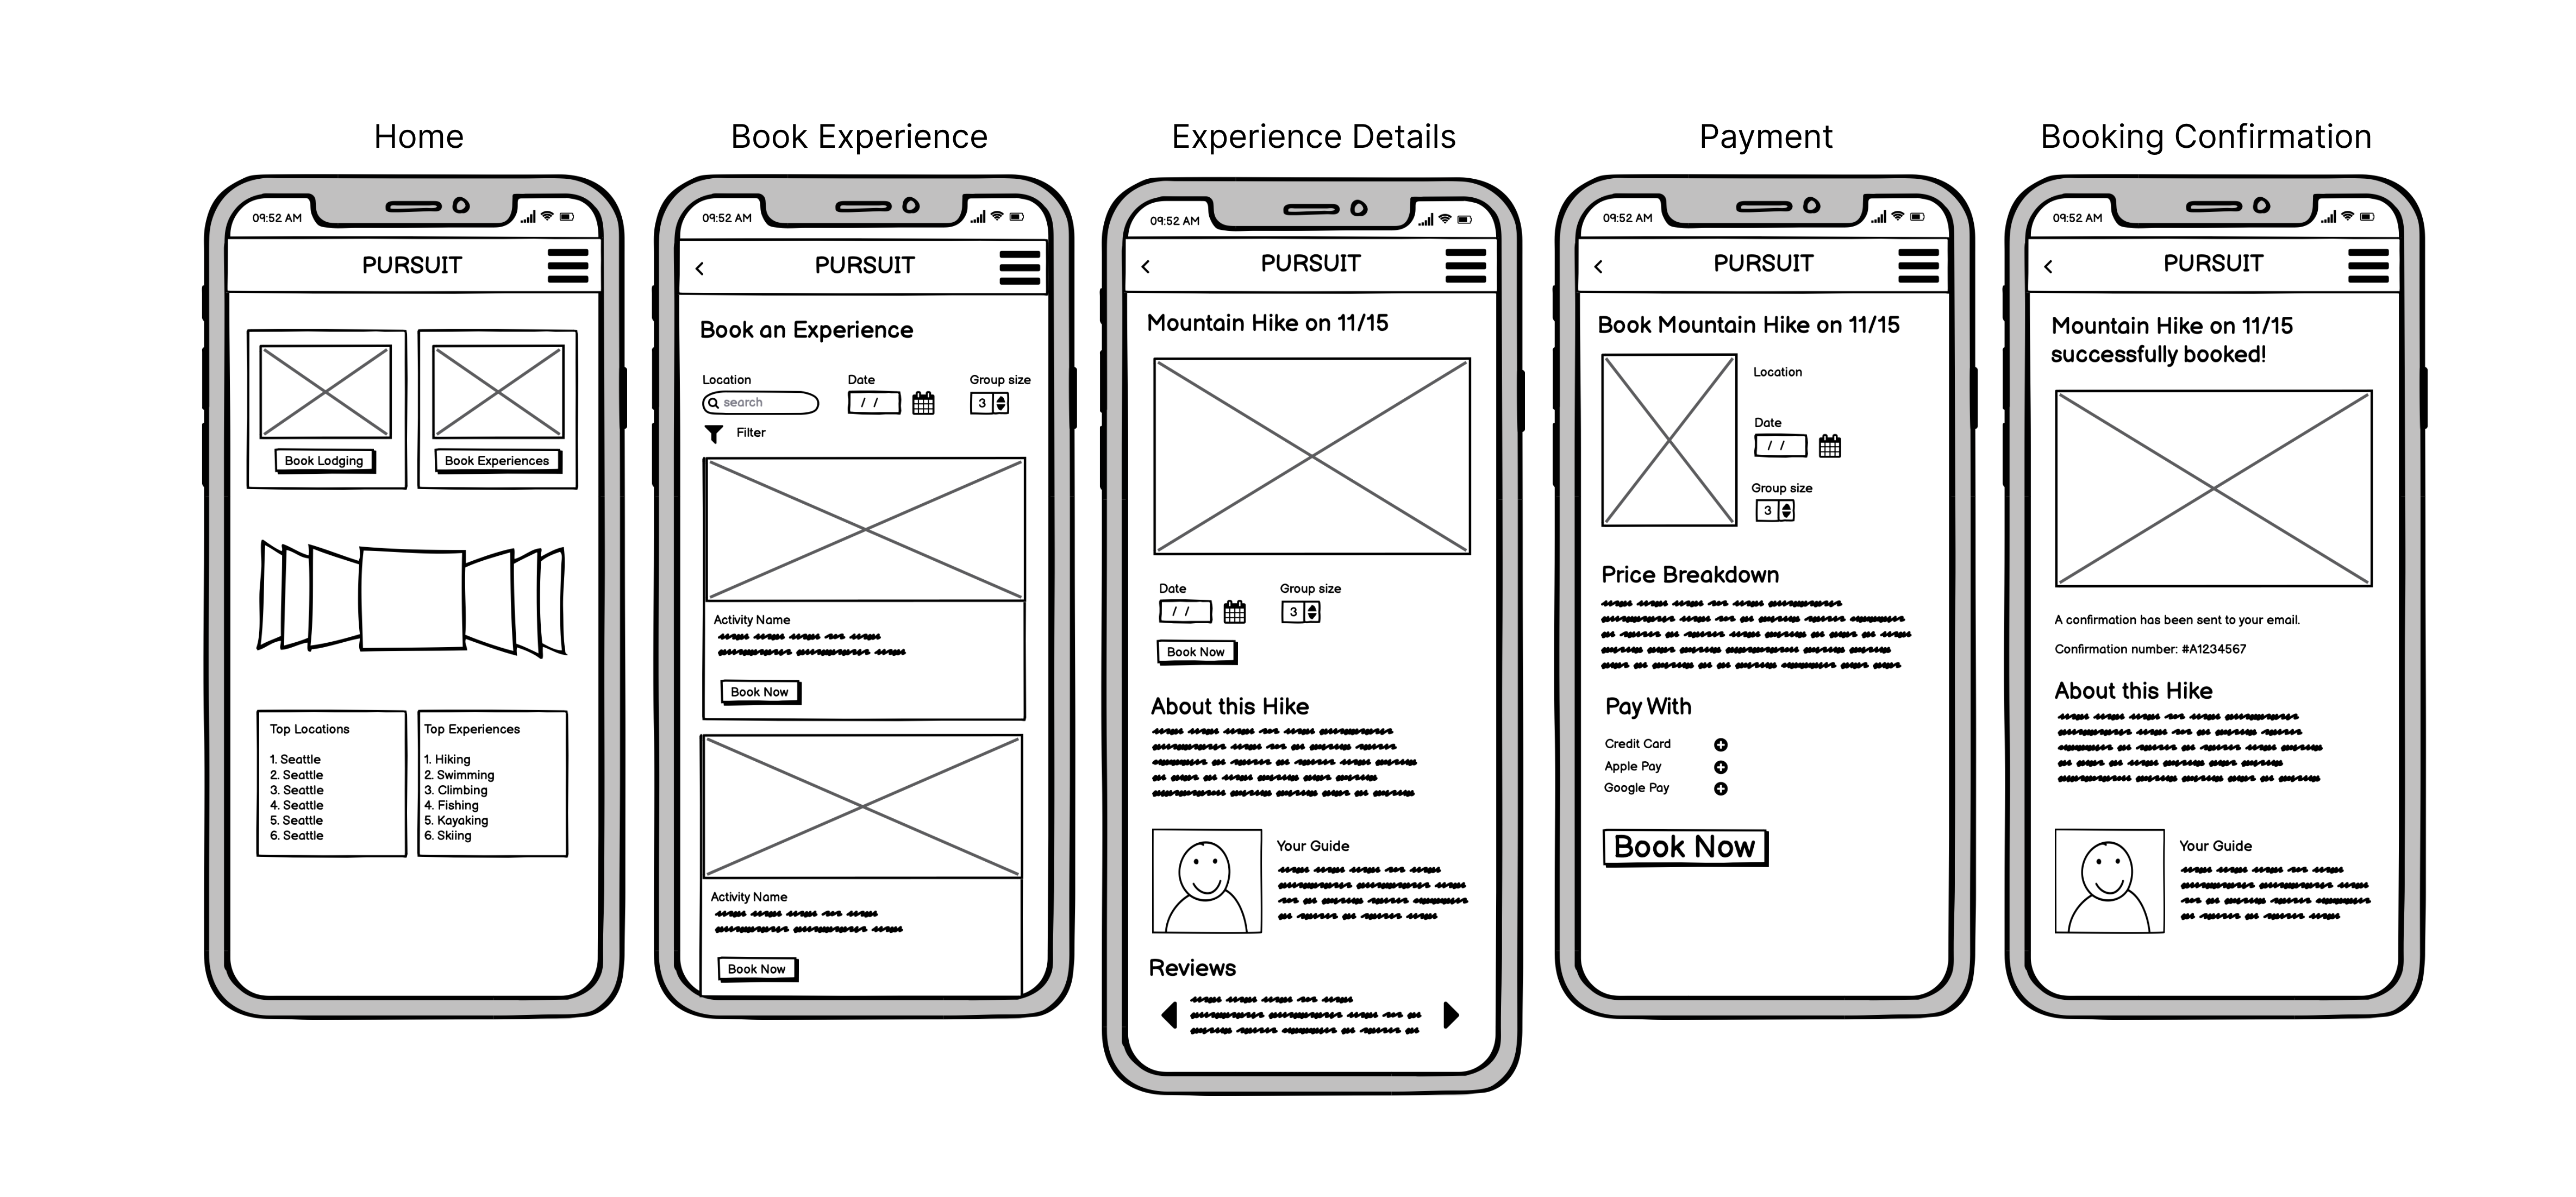 Home
09:52 AM
PURSUIT
Book Lodging
Book Experiences
Top Locations
1. Seattle
2. Seattle
3. Seattle
4. Seattle
5. Seattle
6. Seattle
Top Experiences
1. Hiking
2. Swimming
3. Climbing
4. Fishing
5. Kayaking
6. Skiing
Book Experience
09:52 AM
PURSUIT
Book an Experience
Location
search
Date
/ /
Group size
3
Filter
Activity Name
Book Now
Activity Name
Book Now
Experience Details
09:52 AM
PURSUIT
Mountain Hike on 11/15
Date
/ /
Group size
3
Book Now
About this Hike
Your Guide
Reviews
Payment
09:52 AM
PURSUIT
Book Mountain Hike on 11/15
Location
Date
/ /
Group size
3
Price Breakdown
Pay With
Credit Card
Apple Pay
Google Pay
Book Now
Booking Confirmation
09:52 AM
PURSUIT
Mountain Hike on 11/15
successfully booked!
A confirmation has been sent to your email.
Confirmation number: #A1234567
About this Hike
Your Guide